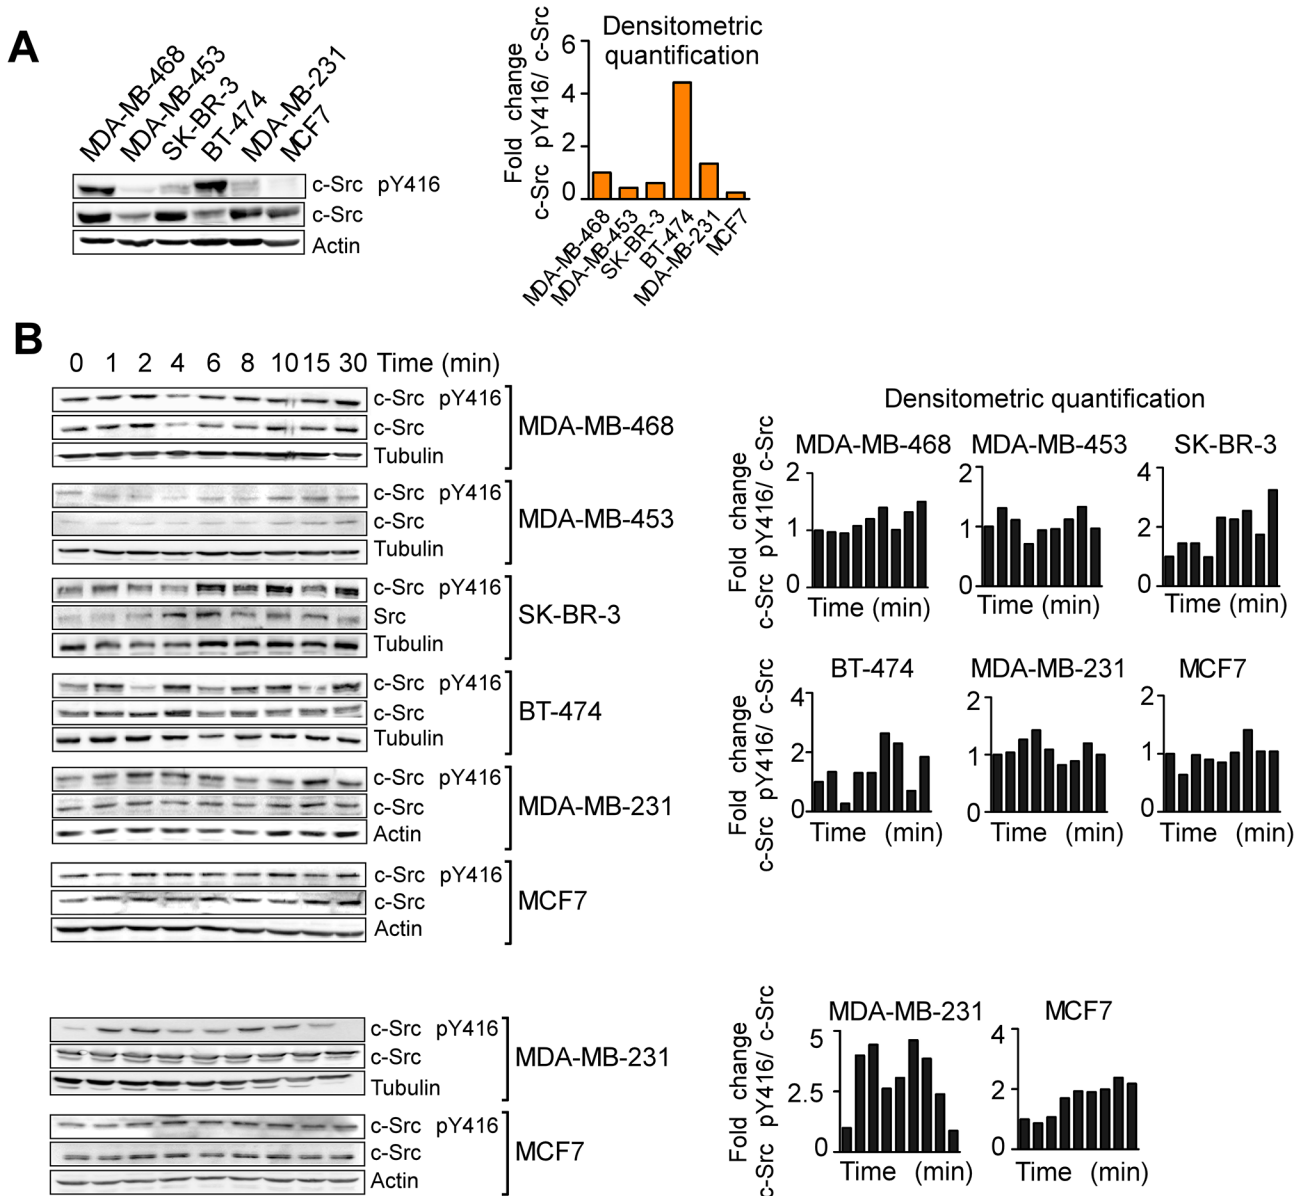 A
MDA-MB-468
MDA-MB-453
SK-BR-3
BT-474
MDA-MB-231
MCF7
c-Src pY416
c-Src
Actin
Densitometric
quantification
Fold change
c-Src pY416/ c-Src
6
4
2
0
MDA-MB-468
MDA-MB-453
SK-BR-3
BT-474
MDA-MB-231
MCF7
B
0 1 2 4 6 8 10 15 30 Time (min)
c-Src pY416
c-Src
Tubulin
MDA-MB-468
c-Src pY416
c-Src
Tubulin
MDA-MB-453
c-Src pY416
Src
Tubulin
SK-BR-3
c-Src pY416
c-Src
Tubulin
BT-474
c-Src pY416
c-Src
Actin
MDA-MB-231
c-Src pY416
c-Src
Actin
MCF7
Densitometric quantification
Fold change
c-Src pY416/ c-Src
MDA-MB-468
2
1
0
Time (min)
MDA-MB-453
2
1
0
Time (min)
SK-BR-3
4
2
0
Time (min)
Fold change
c-Src pY416/ c-Src
BT-474
4
2
0
Time (min)
MDA-MB-231
2
1
0
Time (min)
MCF7
2
1
0
Time (min)
c-Src pY416
c-Src
Tubulin
MDA-MB-231
c-Src pY416
c-Src
Actin
MCF7
Fold change
c-Src pY416/ c-Src
MDA-MB-231
5
2.5
0
Time (min)
MCF7
4
2
0
Time (min)